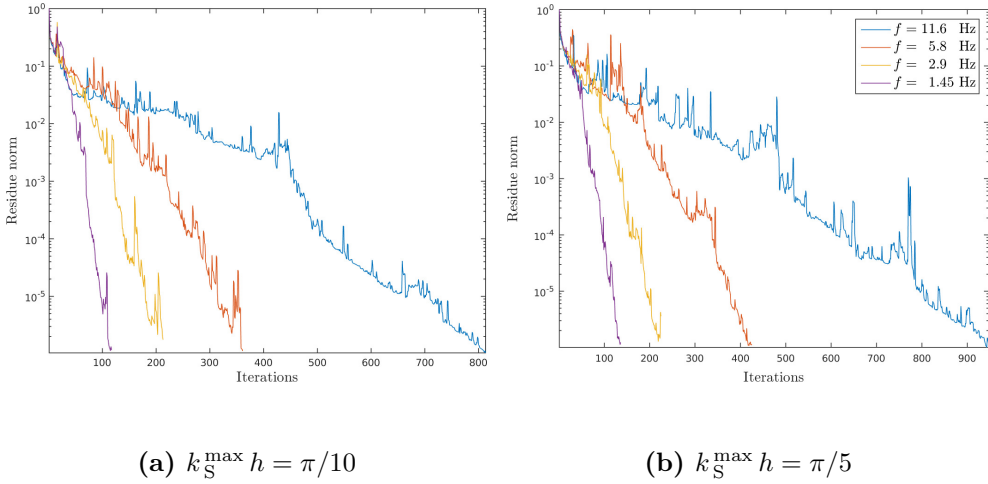 10^0
10^-1
10^-2
10^-3
10^-4
10^-5
Residue norm
100 200 300 400 500 600 700 800
Iterations
(a) k_S^max h = π/10
10^0
10^-1
10^-2
10^-3
10^-4
10^-5
Residue norm
100 200 300 400 500 600 700 800 900
Iterations
f = 11.6 Hz
f = 5.8 Hz
f = 2.9 Hz
f = 1.45 Hz
(b) k_S^max h = π/5